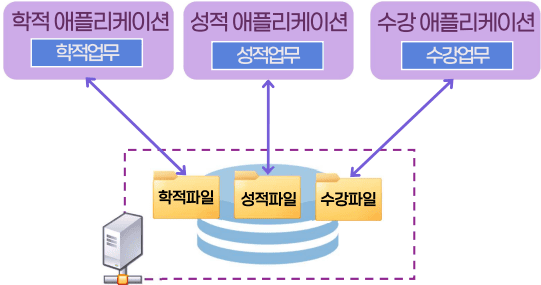 학적 애플리케이션
학적업무
성적 애플리케이션
성적업무
수강 애플리케이션
수강업무
학적파일
성적파일
수강파일